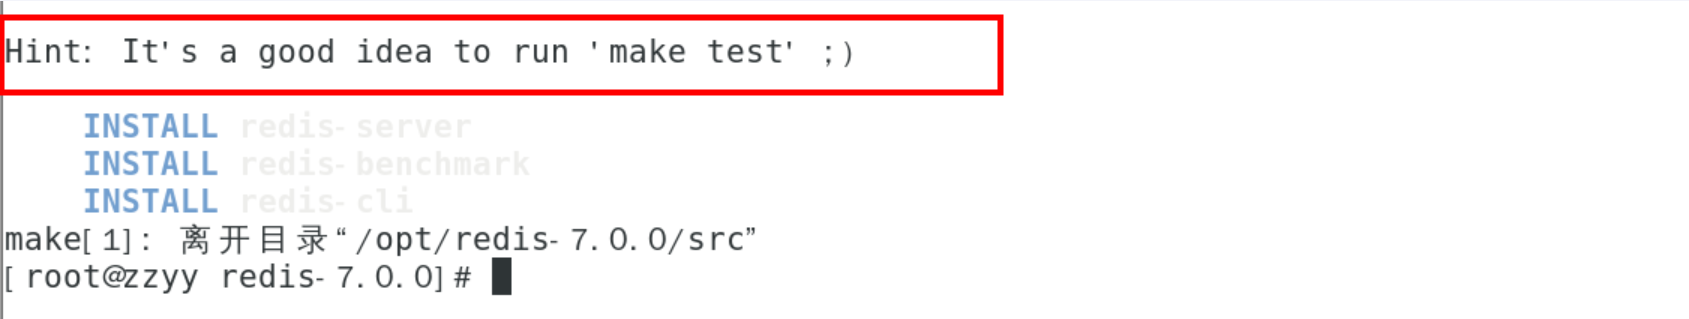 Hint: It's a good idea to run 'make test' ;)
INSTALL redis-server
INSTALL redis-benchmark
INSTALL redis-cli
make[1]: 离开目录“/opt/redis-7.0.0/src”
[root@zzyy redis-7.0.0]#